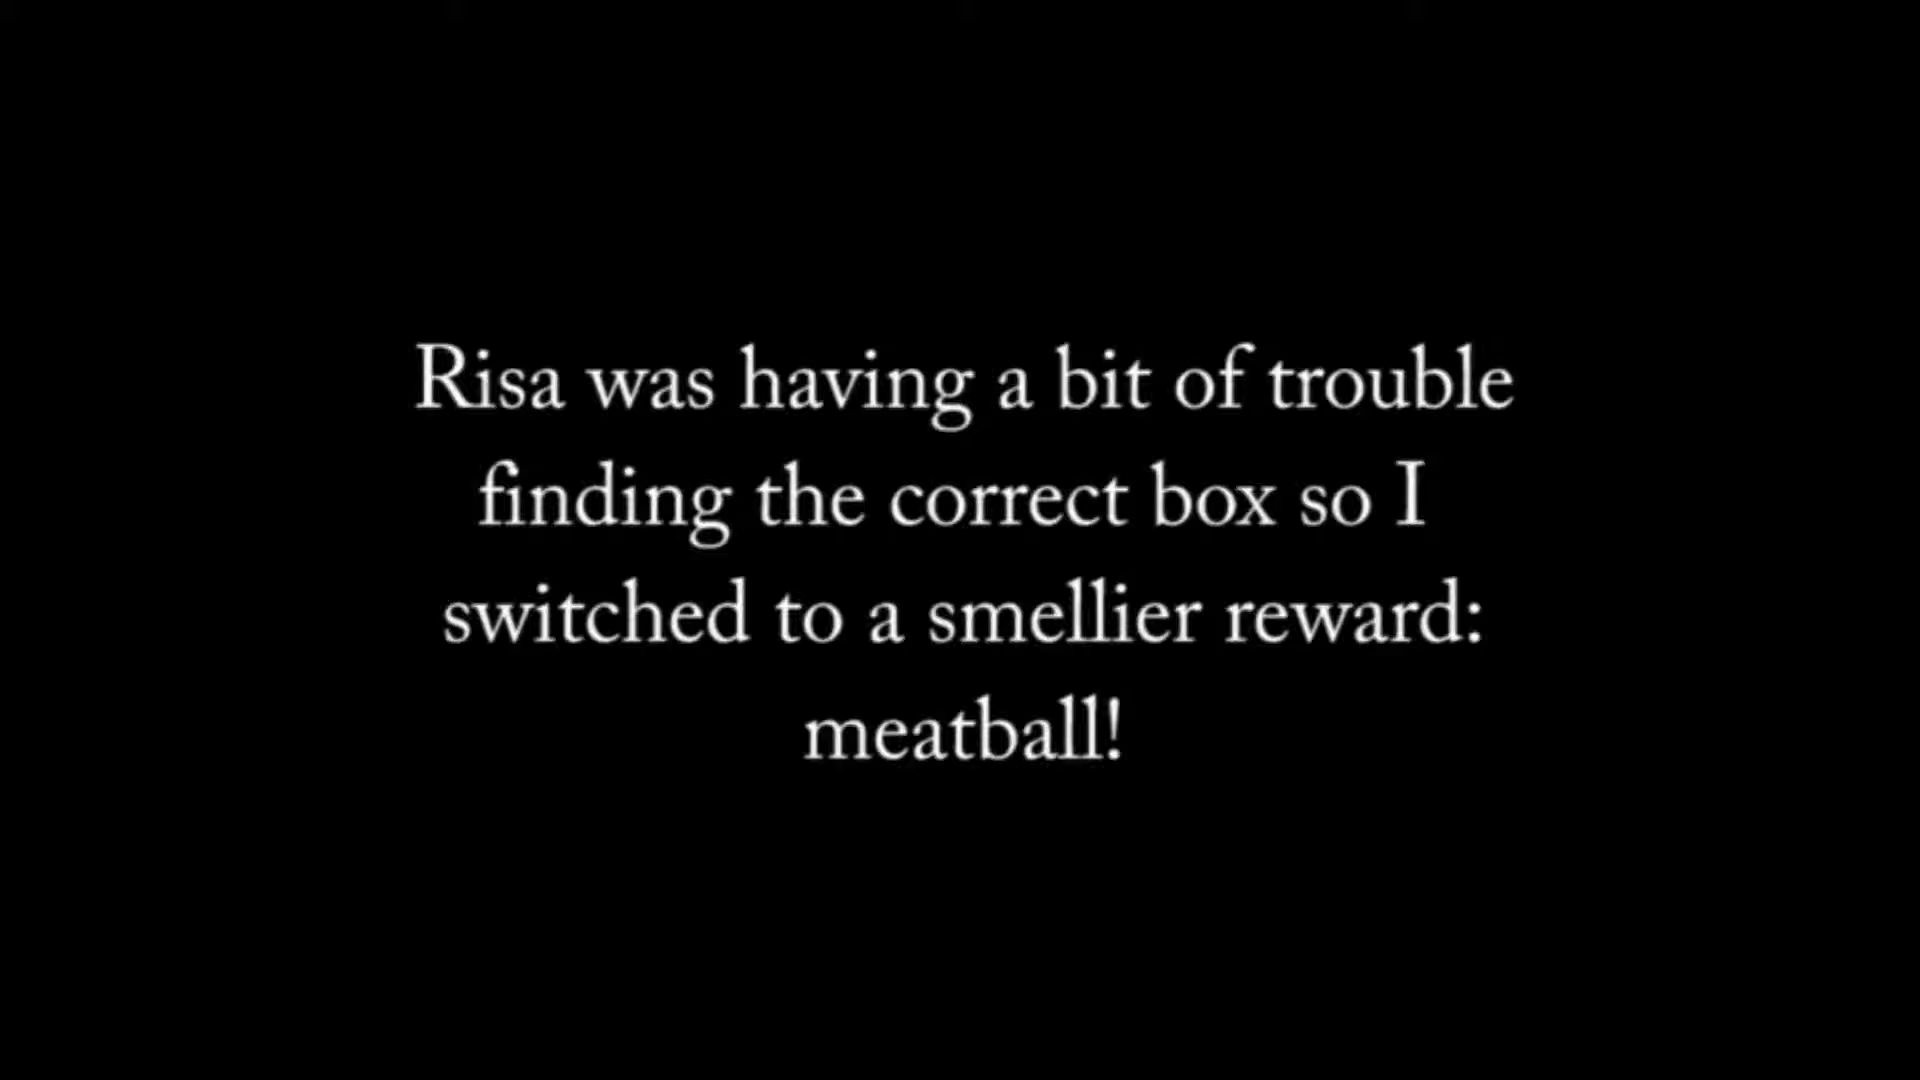 Risa was having a bit of trouble
finding the correct box so I
switched to a smellier reward:
meatball!